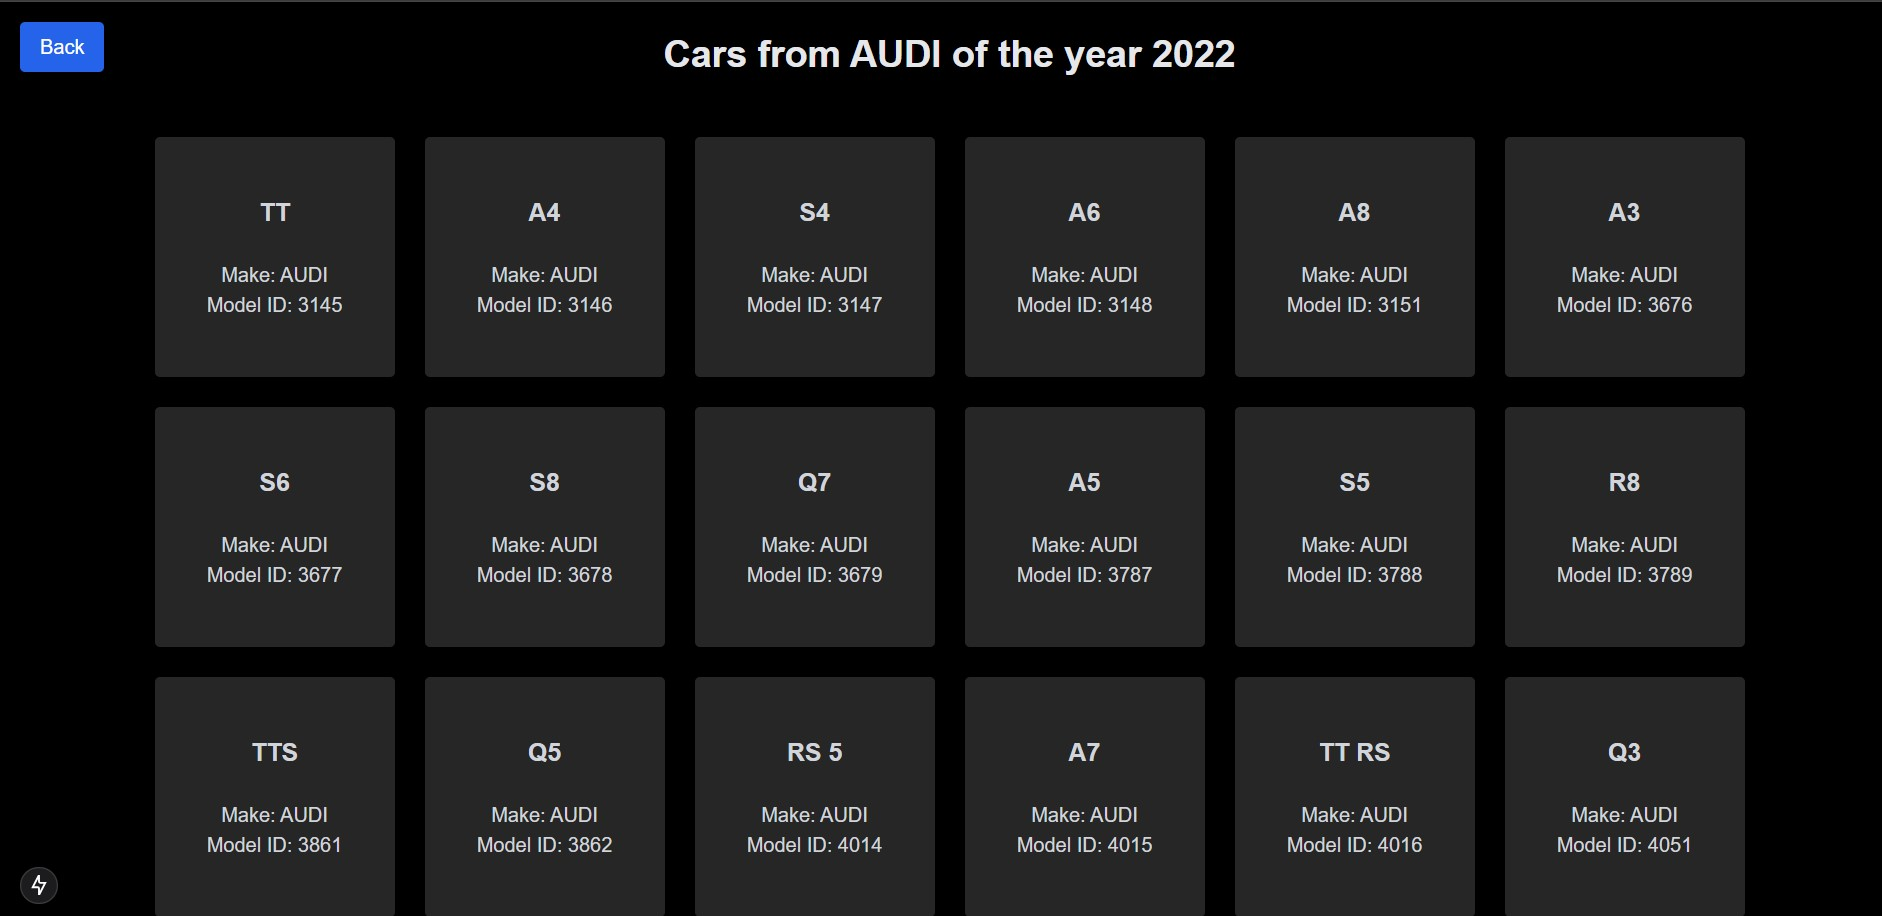 Back
Cars from AUDI of the year 2022
TT
Make: AUDI
Model ID: 3145
A4
Make: AUDI
Model ID: 3146
S4
Make: AUDI
Model ID: 3147
A6
Make: AUDI
Model ID: 3148
A8
Make: AUDI
Model ID: 3151
A3
Make: AUDI
Model ID: 3676
S6
Make: AUDI
Model ID: 3677
S8
Make: AUDI
Model ID: 3678
Q7
Make: AUDI
Model ID: 3679
A5
Make: AUDI
Model ID: 3787
S5
Make: AUDI
Model ID: 3788
R8
Make: AUDI
Model ID: 3789
TTS
Make: AUDI
Model ID: 3861
Q5
Make: AUDI
Model ID: 3862
RS 5
Make: AUDI
Model ID: 4014
A7
Make: AUDI
Model ID: 4015
TT RS
Make: AUDI
Model ID: 4016
Q3
Make: AUDI
Model ID: 4051